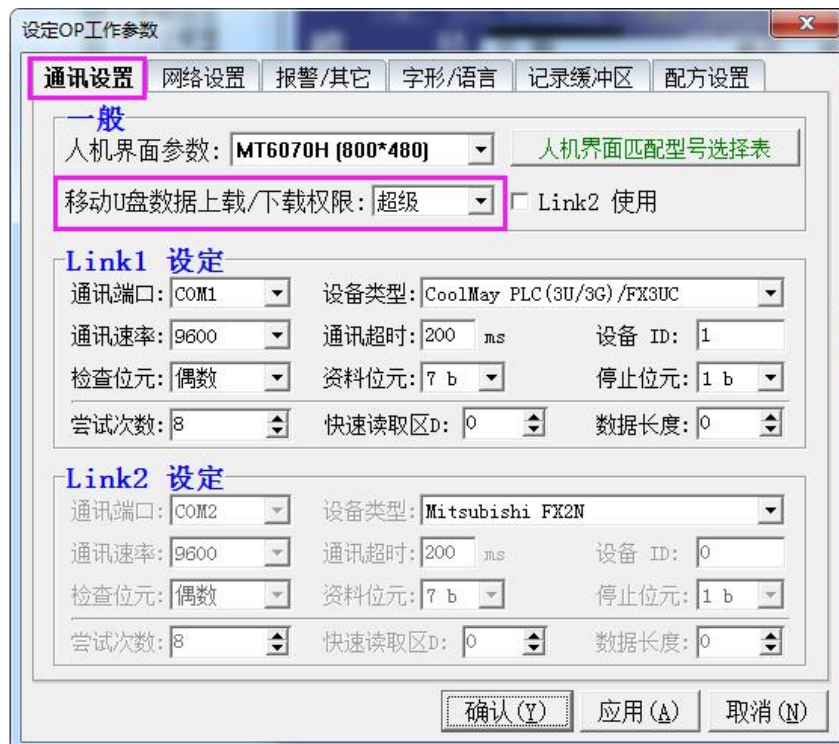 设定OP工作参数
通讯设置 网络设置 报警/其它 字形/语言 记录缓冲区 配方设置
一般
人机界面参数: MT6070H (800*480) 人机界面匹配型号选择表
移动U盘数据上载/下载权限: 超级 Link2 使用
Link1 设定
通讯端口: COM1 设备类型: CoolMay PLC(3U/3G)/FX3UC
通讯速率: 9600 通讯超时: 200 ms 设备 ID: 1
检查位元: 偶数 资料位元: 7 b 停止位元: 1 b
尝试次数: 8 快速读取区D: 0 数据长度: 0
Link2 设定
通讯端口: COM2 设备类型: Mitsubishi FX2N
通讯速率: 9600 通讯超时: 200 ms 设备 ID: 0
检查位元: 偶数 资料位元: 7 b 停止位元: 1 b
尝试次数: 8 快速读取区D: 0 数据长度: 0
确认(Y) 应用(A) 取消(N)